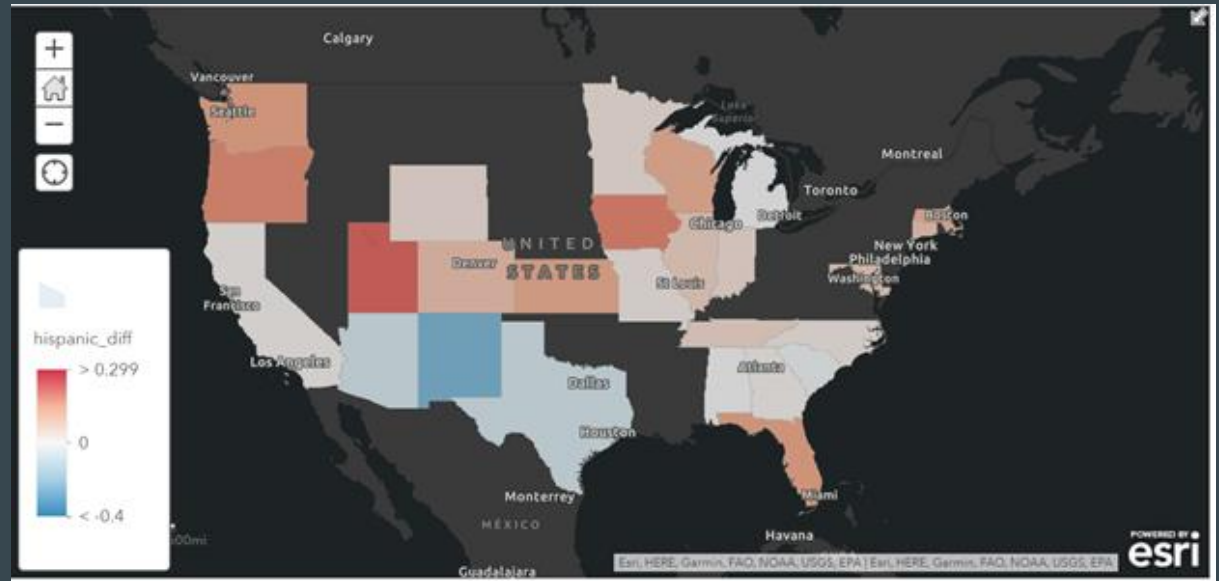 Calgary
Vancouver
Seattle
Lake
Superior
Montreal
Toronto
Detroit
Chicago
Boston
New York
Philadelphia
Washington
UNITED
STATES
Denver
St Louis
San
Francisco
Los Angeles
Atlanta
Dallas
Houston
Miami
Monterrey
MÉXICO
Havana
Guadalajara
hispanic_diff
> 0.299
0
< -0.4
Esri, HERE, Garmin, FAO, NOAA, USGS, EPA | Esri, HERE, Garmin, FAO, NOAA, USGS, EPA
POWERED BY
esri